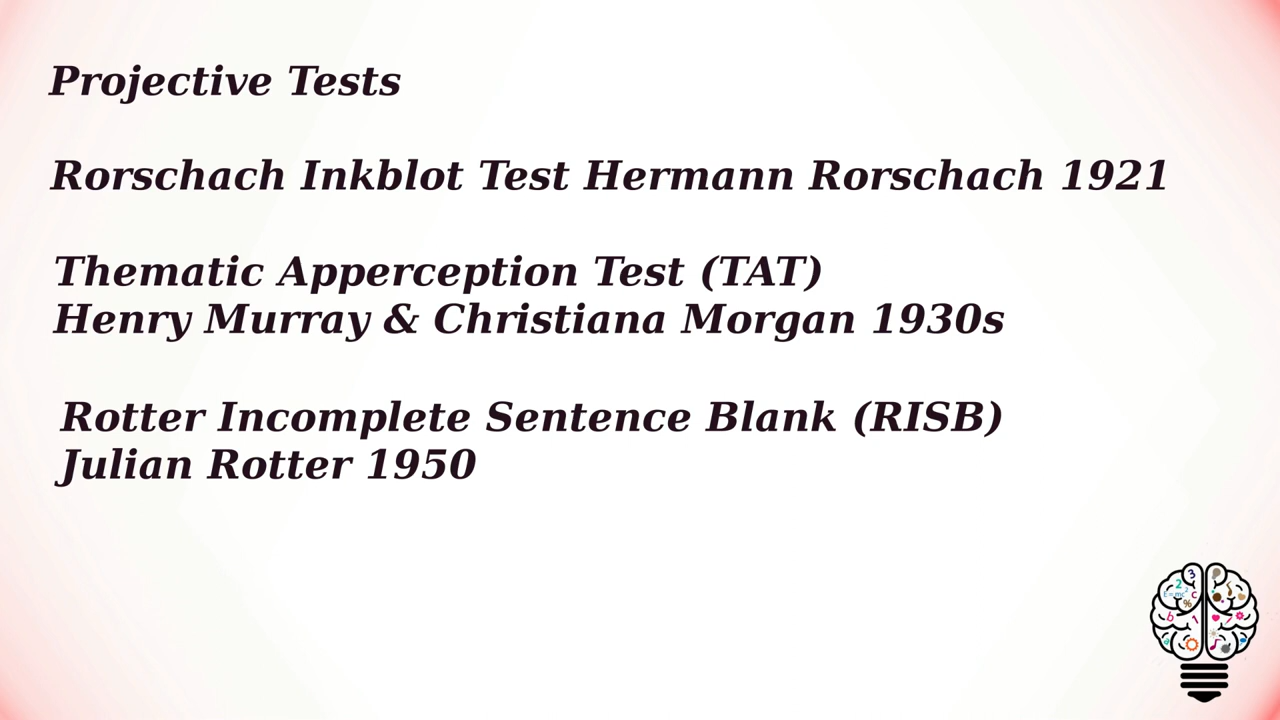 Projective Tests
Rorschach Inkblot Test Hermann Rorschach 1921
Thematic Apperception Test (TAT)
Henry Murray & Christiana Morgan 1930s
Rotter Incomplete Sentence Blank (RISB)
Julian Rotter 1950